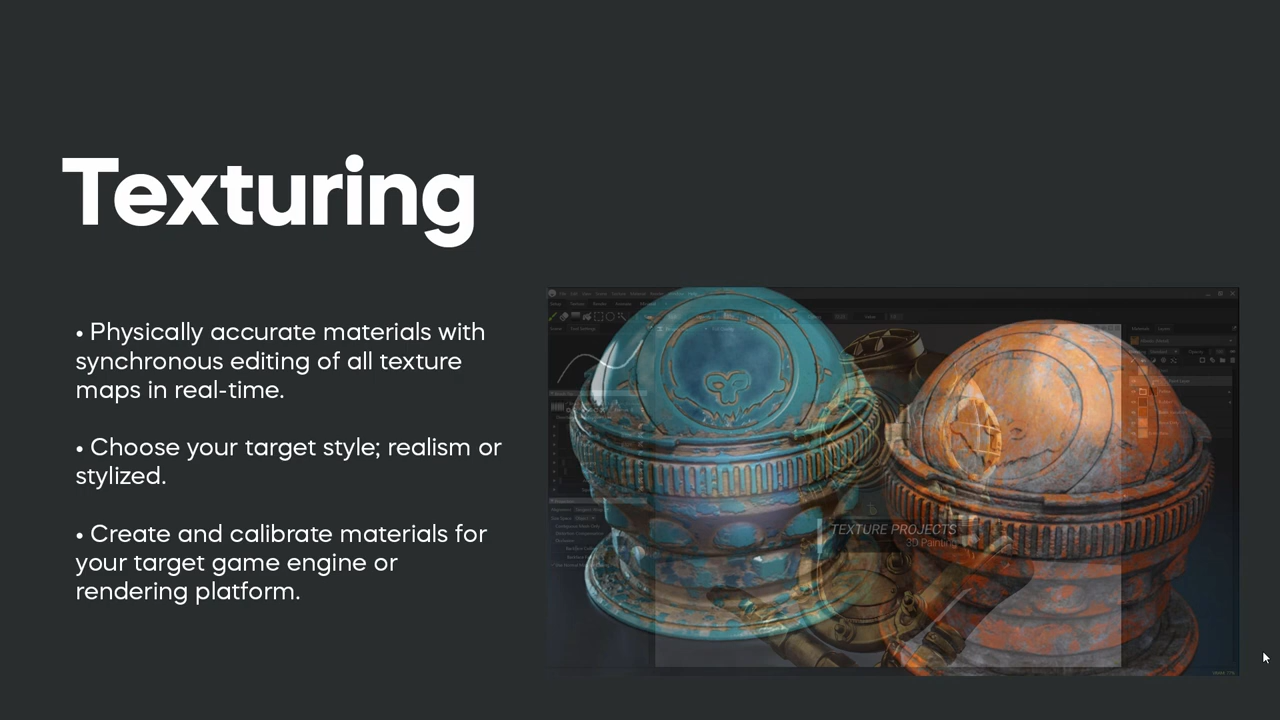 Texturing
• Physically accurate materials with
synchronous editing of all texture
maps in real-time.
• Choose your target style; realism or
stylized.
• Create and calibrate materials for
your target game engine or
rendering platform.
TEXTURE PROJECTS
3D Painting